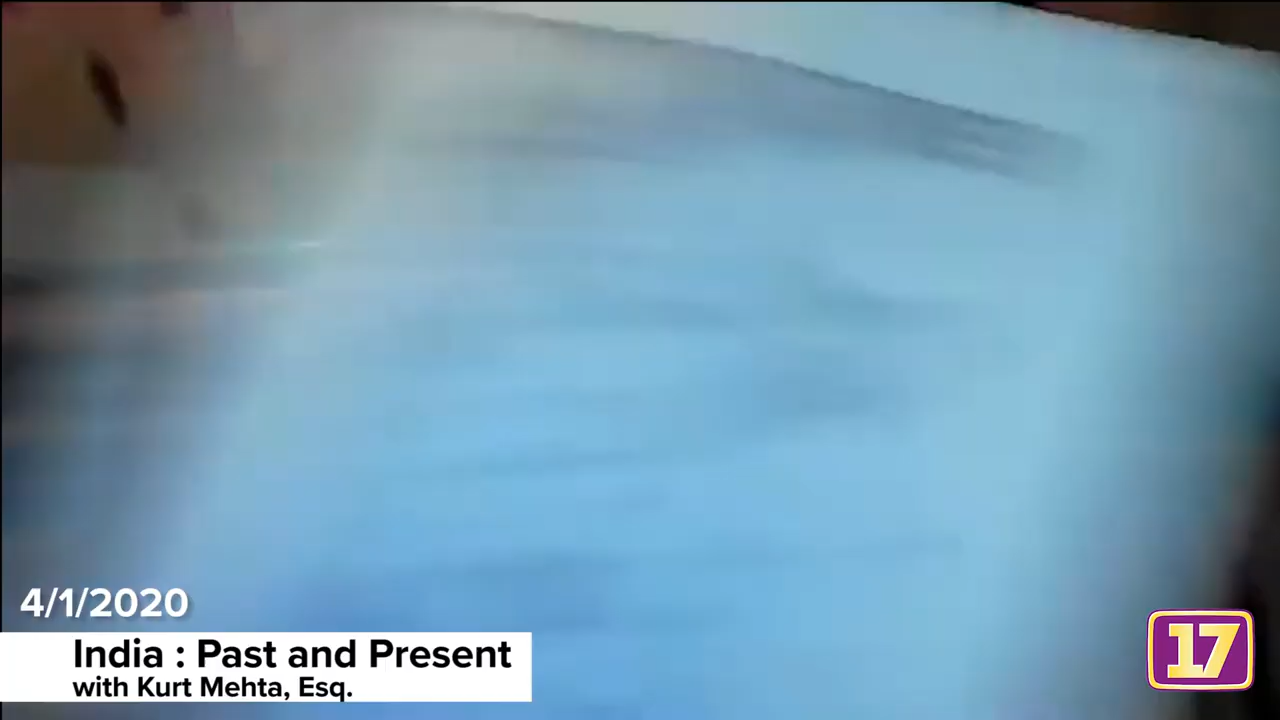 4/1/2020
India : Past and Present
with Kurt Mehta, Esq.
17